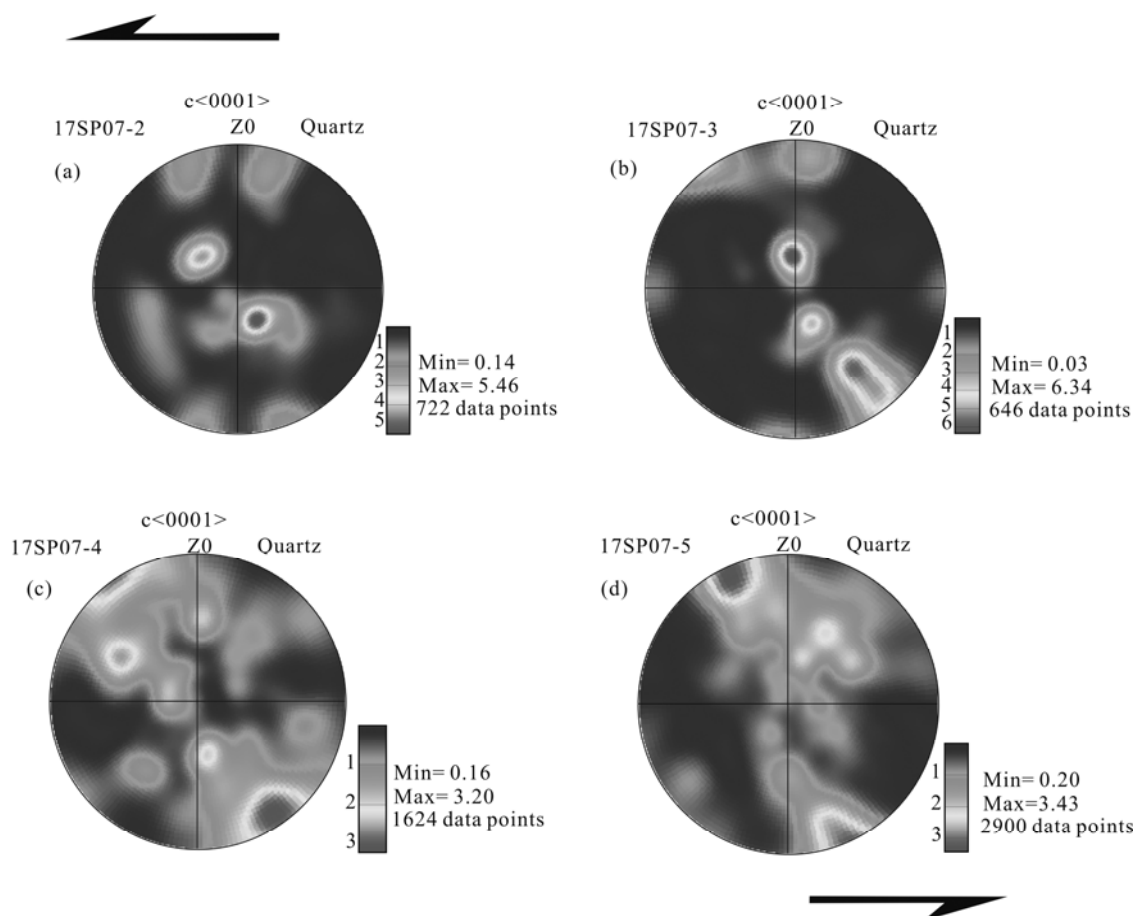 c<0001>
17SP07-2 Z0 Quartz
(a)
1
2
3
4
5
Min= 0.14
Max= 5.46
722 data points
c<0001>
17SP07-3 Z0 Quartz
(b)
1
2
3
4
5
6
Min= 0.03
Max= 6.34
646 data points
c<0001>
17SP07-4 Z0 Quartz
(c)
1
2
3
Min= 0.16
Max= 3.20
1624 data points
c<0001>
17SP07-5 Z0 Quartz
(d)
1
2
3
Min= 0.20
Max=3.43
2900 data points